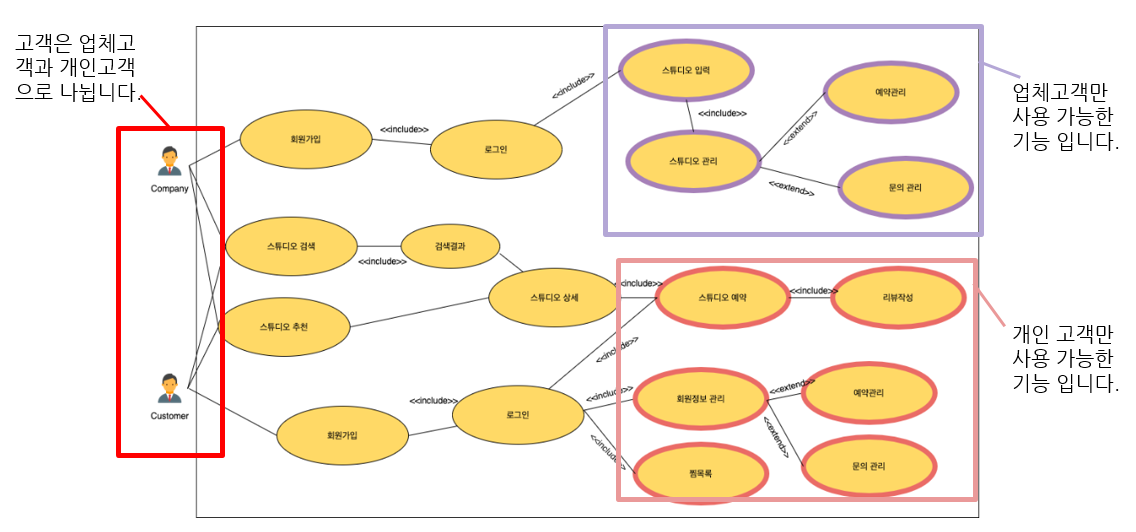 고객은 업체고
객과 개인고객
으로 나뉩니다.
Company
Customer
회원가입
<<include>>
로그인
<<include>>
스튜디오 입력
<<include>>
스튜디오 관리
<<extend>>
예약관리
<<extend>>
문의 관리
업체고객만
사용 가능한
기능 입니다.
스튜디오 검색
<<include>>
검색결과
스튜디오 추천
스튜디오 상세
<<include>>
스튜디오 예약
<<include>>
리뷰작성
<<include>>
회원가입
<<include>>
로그인
<<include>>
회원정보 관리
<<extend>>
예약관리
<<extend>>
문의 관리
<<include>>
찜목록
개인 고객만
사용 가능한
기능 입니다.